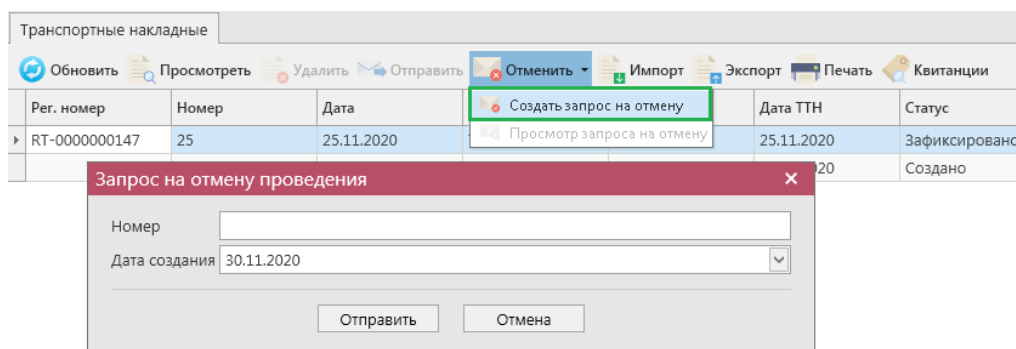 Транспортные накладные
Обновить Просмотреть Удалить Отправить Отменить Импорт Экспорт Печать Квитанции
Рег. номер Номер Дата Создать запрос на отмену Дата ТТН Статус
RT-0000000147 25 25.11.2020 Просмотр запроса на отмену 25.11.2020 Зафиксировано
20 Создано
Запрос на отмену проведения
Номер
Дата создания 30.11.2020
Отправить Отмена